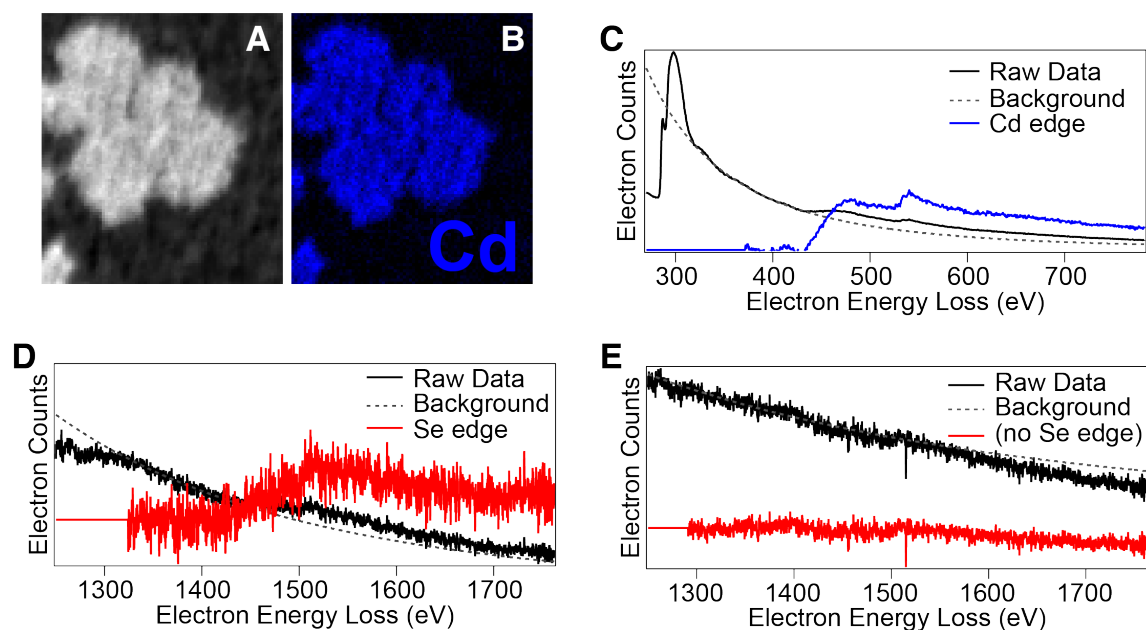 A
B
Cd
C
Electron Counts
Raw Data
Background
Cd edge
300 400 500 600 700
Electron Energy Loss (eV)
D
Electron Counts
Raw Data
Background
Se edge
1300 1400 1500 1600 1700
Electron Energy Loss (eV)
E
Electron Counts
Raw Data
Background
(no Se edge)
1300 1400 1500 1600 1700
Electron Energy Loss (eV)